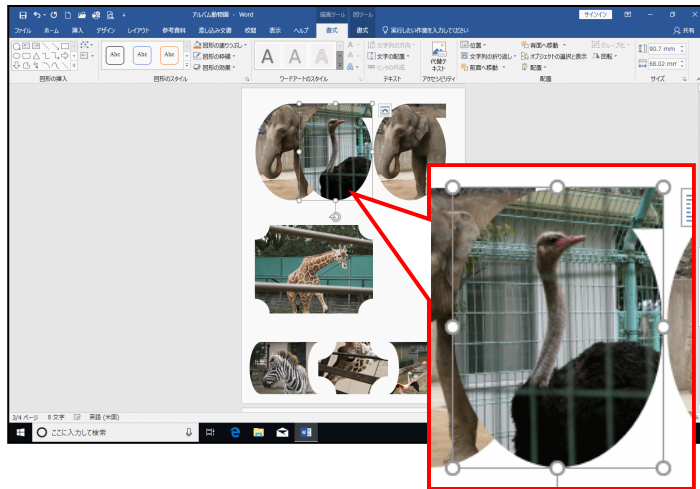 アルバム動物園 - Word
描画ツール 図ツール
サインイン
ファイル ホーム 挿入 デザイン レイアウト 参考資料 差し込み文書 校閲 表示 ヘルプ 書式 書式 実行したい作業を入力してください 共有
Abc Abc Abc
図形の塗りつぶし
図形の枠線
図形の効果
A A A
文字列の方向
文字の配置
リンクの作成
代替テキスト
位置
文字列の折り返し
前面へ移動
背面へ移動
オブジェクトの選択と表示
配置
グループ化
回転
90.7 mm
68.02 mm
図形の挿入 図形のスタイル ワードアートのスタイル テキスト アクセシビリティ 配置 サイズ
3/4 ページ 8 文字 英語 (米国)
ここに入力して検索